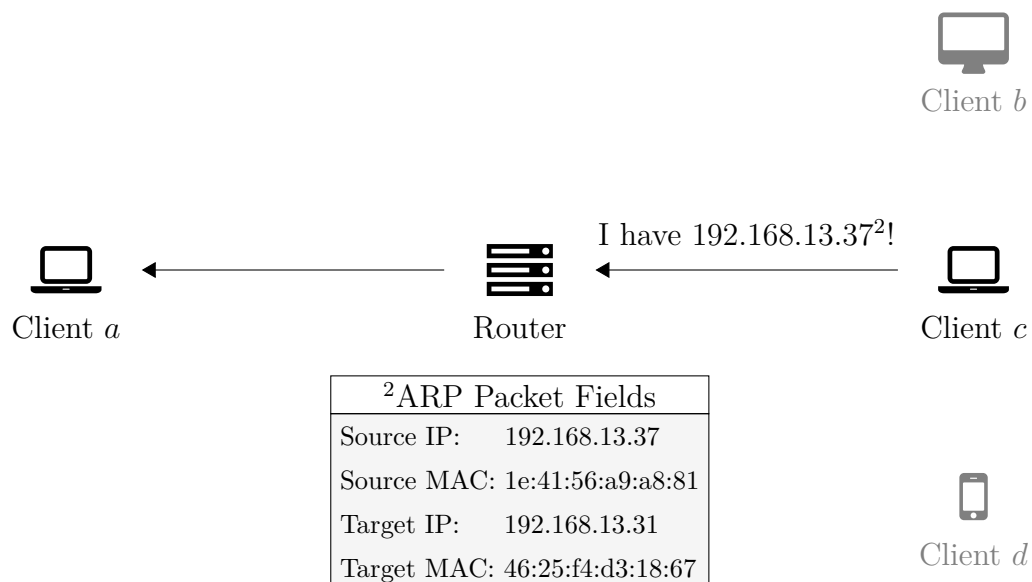 Client b
I have 192.168.13.37²!
Client a
Router
Client c
²ARP Packet Fields
Source IP: 192.168.13.37
Source MAC: 1e:41:56:a9:a8:81
Target IP: 192.168.13.31
Target MAC: 46:25:f4:d3:18:67
Client d